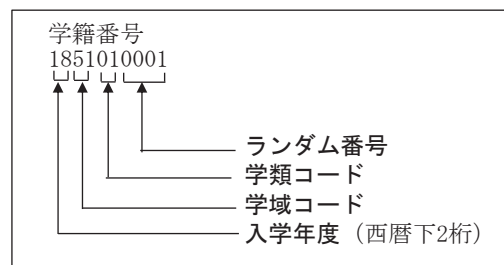 学籍番号
1851010001
ランダム番号
学類コード
学域コード
入学年度（西暦下2桁）